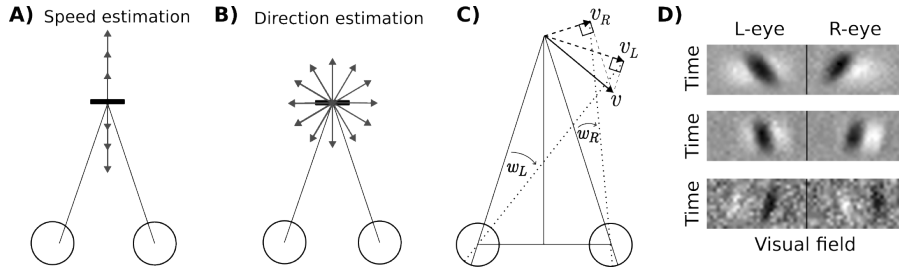 A) Speed estimation
B) Direction estimation
C)
v_R
v_L
v
w_R
w_L
D)
L-eye R-eye
Time
Time
Time
Visual field